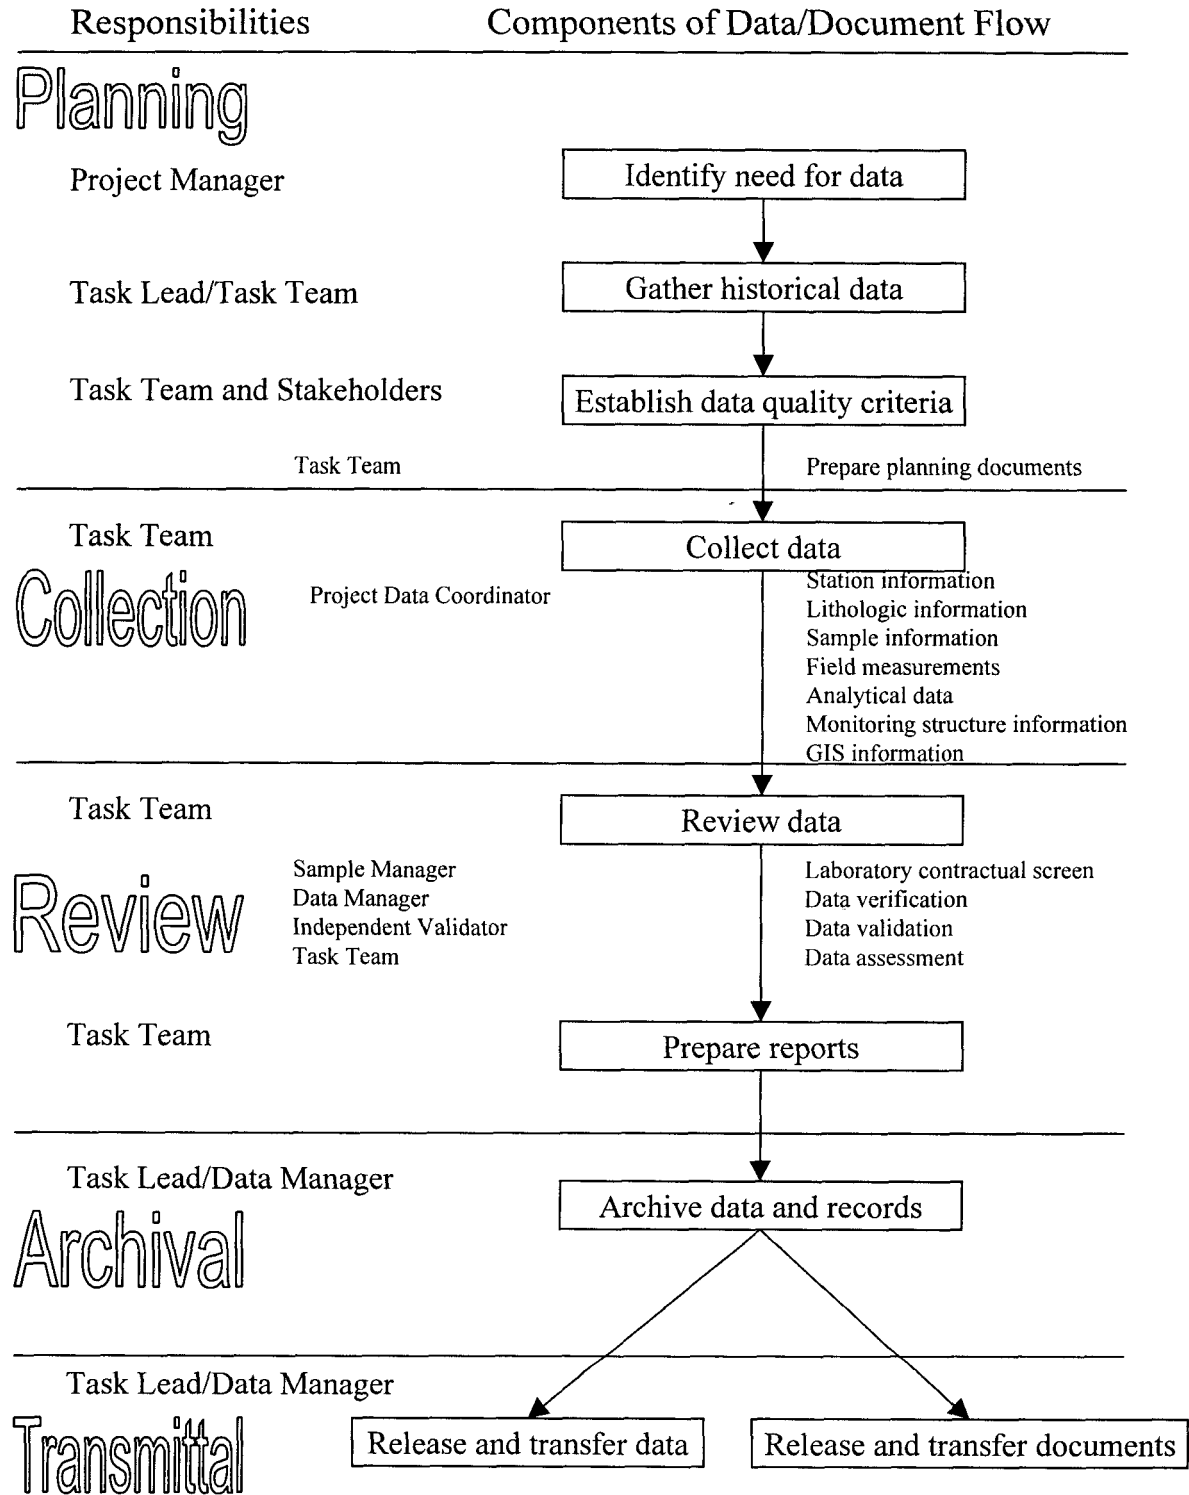 Responsibilities Components of Data/Document Flow
Planning
Project Manager Identify need for data
Task Lead/Task Team Gather historical data
Task Team and Stakeholders Establish data quality criteria
Task Team Prepare planning documents
Task Team Collect data
Collection
Project Data Coordinator Station information
Lithologic information
Sample information
Field measurements
Analytical data
Monitoring structure information
GIS information
Task Team Review data
Review
Sample Manager Laboratory contractual screen
Data Manager Data verification
Independent Validator Data validation
Task Team Data assessment
Task Team Prepare reports
Task Lead/Data Manager Archive data and records
Archival
Task Lead/Data Manager
Transmittal
Release and transfer data Release and transfer documents